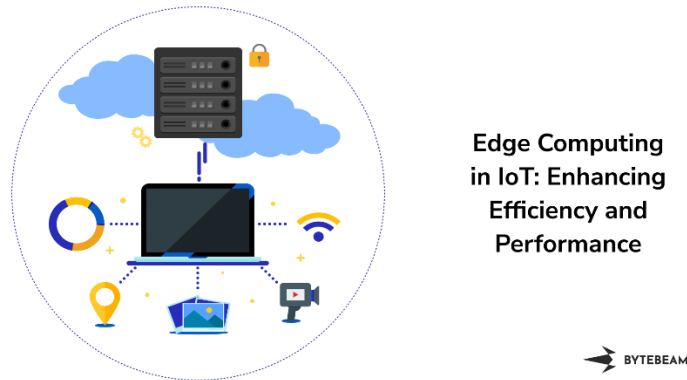 Edge Computing
in IoT: Enhancing
Efficiency and
Performance
BYTEBEAM